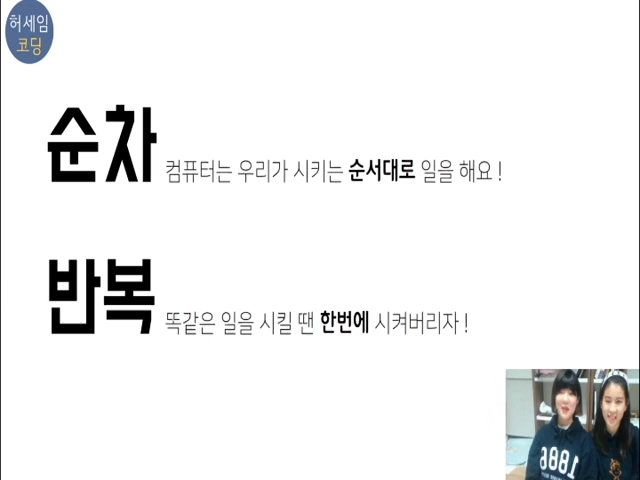 허세임
코딩
순차 컴퓨터는 우리가 시키는 순서대로 일을 해요 !
반복 똑같은 일을 시킬 땐 한번에 시켜버리자 !
1886